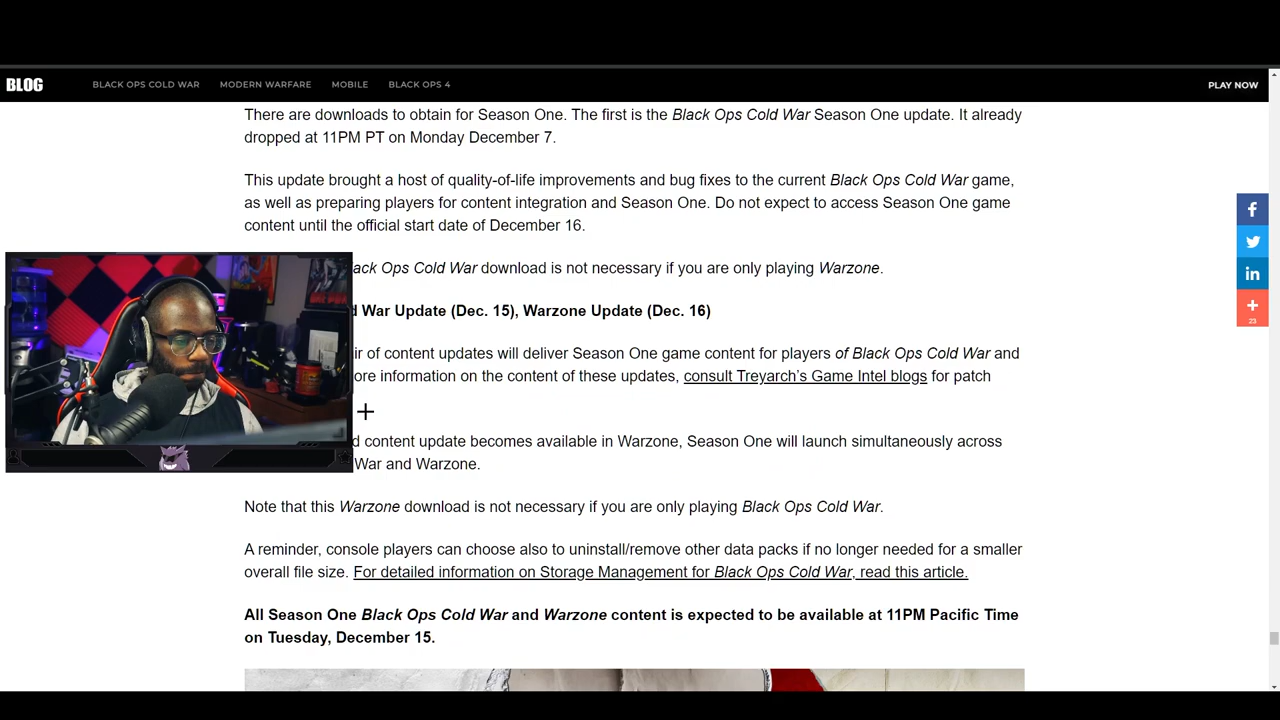 BLOG BLACK OPS COLD WAR MODERN WARFARE MOBILE BLACK OPS 4 PLAY NOW
There are downloads to obtain for Season One. The first is the Black Ops Cold War Season One update. It already
dropped at 11PM PT on Monday December 7.
This update brought a host of quality-of-life improvements and bug fixes to the current Black Ops Cold War game,
as well as preparing players for content integration and Season One. Do not expect to access Season One game
content until the official start date of December 16.
ack Ops Cold War download is not necessary if you are only playing Warzone.
d War Update (Dec. 15), Warzone Update (Dec. 16)
ir of content updates will deliver Season One game content for players of Black Ops Cold War and
ore information on the content of these updates, consult Treyarch's Game Intel blogs for patch
d content update becomes available in Warzone, Season One will launch simultaneously across
War and Warzone.
Note that this Warzone download is not necessary if you are only playing Black Ops Cold War.
A reminder, console players can choose also to uninstall/remove other data packs if no longer needed for a smaller
overall file size. For detailed information on Storage Management for Black Ops Cold War, read this article.
All Season One Black Ops Cold War and Warzone content is expected to be available at 11PM Pacific Time
on Tuesday, December 15.
23